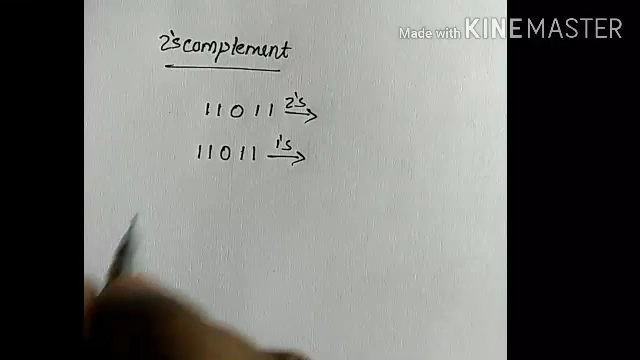 Made with KINEMASTER
2's complement
11011 2's →
11011 1's →